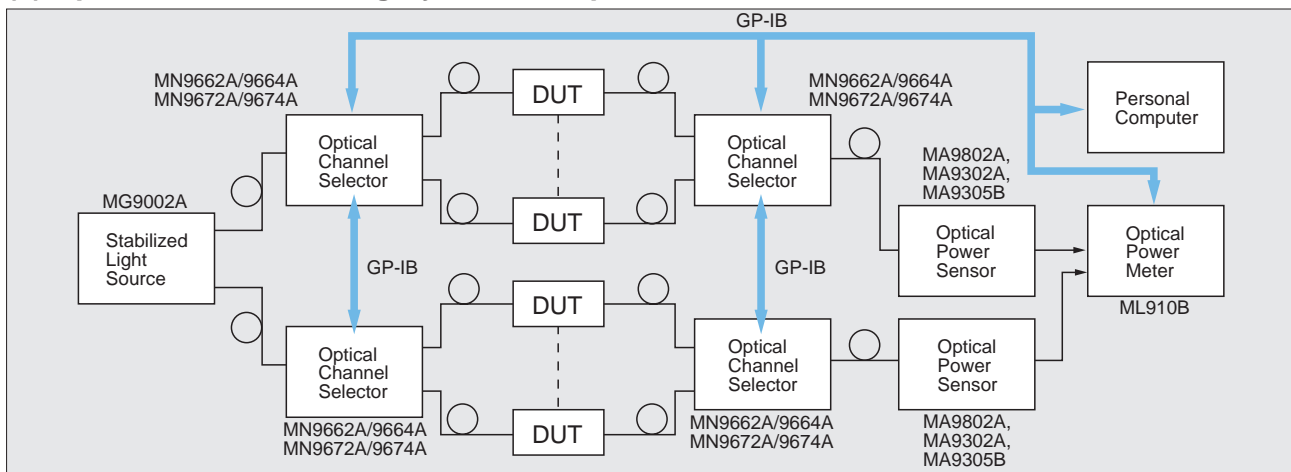 GP-IB
MN9662A/9664A
MN9672A/9674A
MN9662A/9664A
MN9672A/9674A
DUT
Optical
Channel
Selector
Optical
Channel
Selector
Personal
Computer
MA9802A,
MA9302A,
MA9305B
MG9002A
Stabilized
Light
Source
DUT
Optical
Power
Sensor
Optical
Power
Meter
ML910B
GP-IB
GP-IB
DUT
Optical
Channel
Selector
Optical
Channel
Selector
Optical
Power
Sensor
DUT
MN9662A/9664A
MN9672A/9674A
MN9662A/9664A
MN9672A/9674A
MA9802A,
MA9302A,
MA9305B